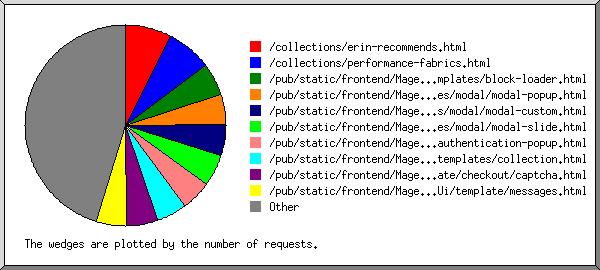 /collections/erin-recommends.html
/collections/performance-fabrics.html
/pub/static/frontend/Mage...mplates/block-loader.html
/pub/static/frontend/Mage...es/modal/modal-popup.html
/pub/static/frontend/Mage...s/modal/modal-custom.html
/pub/static/frontend/Mage...es/modal/modal-slide.html
/pub/static/frontend/Mage...authentication-popup.html
/pub/static/frontend/Mage...templates/collection.html
/pub/static/frontend/Mage...ate/checkout/captcha.html
/pub/static/frontend/Mage...Ui/template/messages.html
Other
The wedges are plotted by the number of requests.